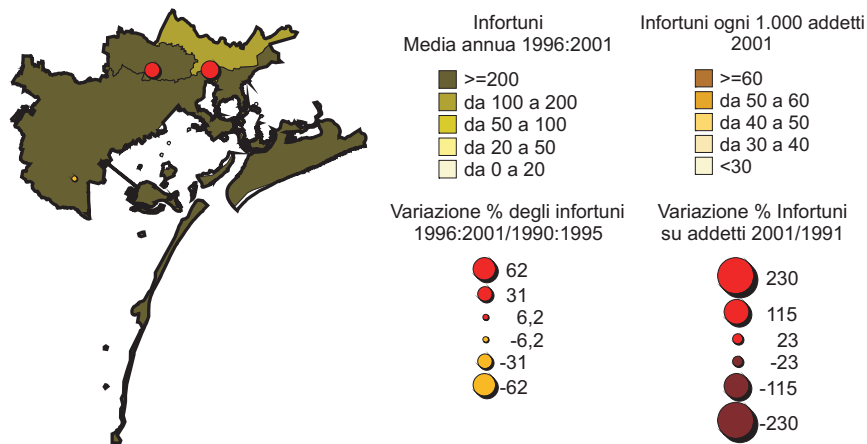 Infortuni
Media annua 1996:2001
>=200
da 100 a 200
da 50 a 100
da 20 a 50
da 0 a 20
Infortuni ogni 1.000 addetti
2001
>=60
da 50 a 60
da 40 a 50
da 30 a 40
<30
Variazione % degli infortuni
1996:2001/1990:1995
62
31
6,2
-6,2
-31
-62
Variazione % Infortuni
su addetti 2001/1991
230
115
23
-23
-115
-230